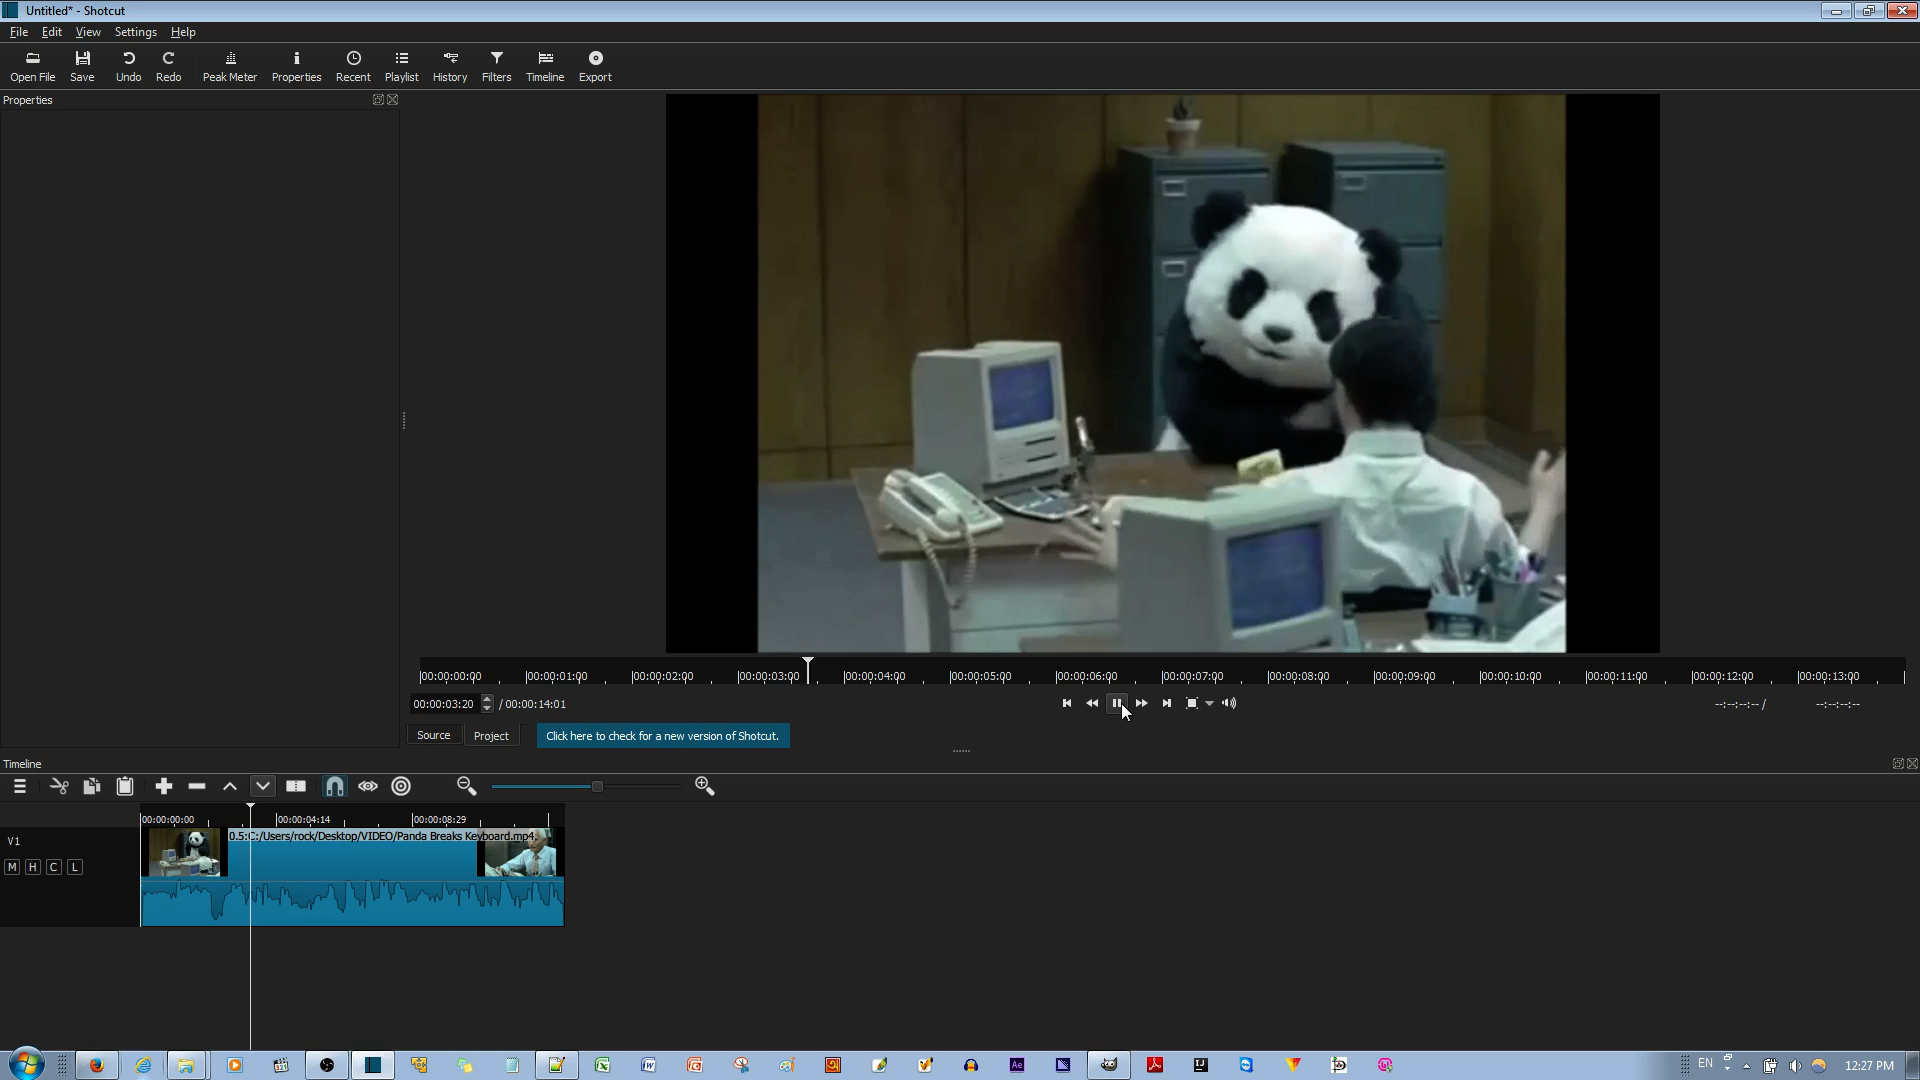 Untitled* - Shotcut
File Edit View Settings Help
Open File Save Undo Redo Peak Meter Properties Recent Playlist History Filters Timeline Export
Properties
00:00:00:00 00:00:01:00 00:00:02:00 00:00:03:00 00:00:04:00 00:00:05:00 00:00:06:00 00:00:07:00 00:00:08:00 00:00:09:00 00:00:10:00 00:00:11:00 00:00:12:00 00:00:13:00
00:00:03:20 / 00:00:14:01 --:--:--:-- / --:--:--:--
Source Project Click here to check for a new version of Shotcut.
Timeline
00:00:00:00 00:00:04:14 00:00:08:29
V1 0.5:C:/Users/rock/Desktop/VIDEO/Panda Breaks Keyboard.mp4
M H C L
EN 12:27 PM